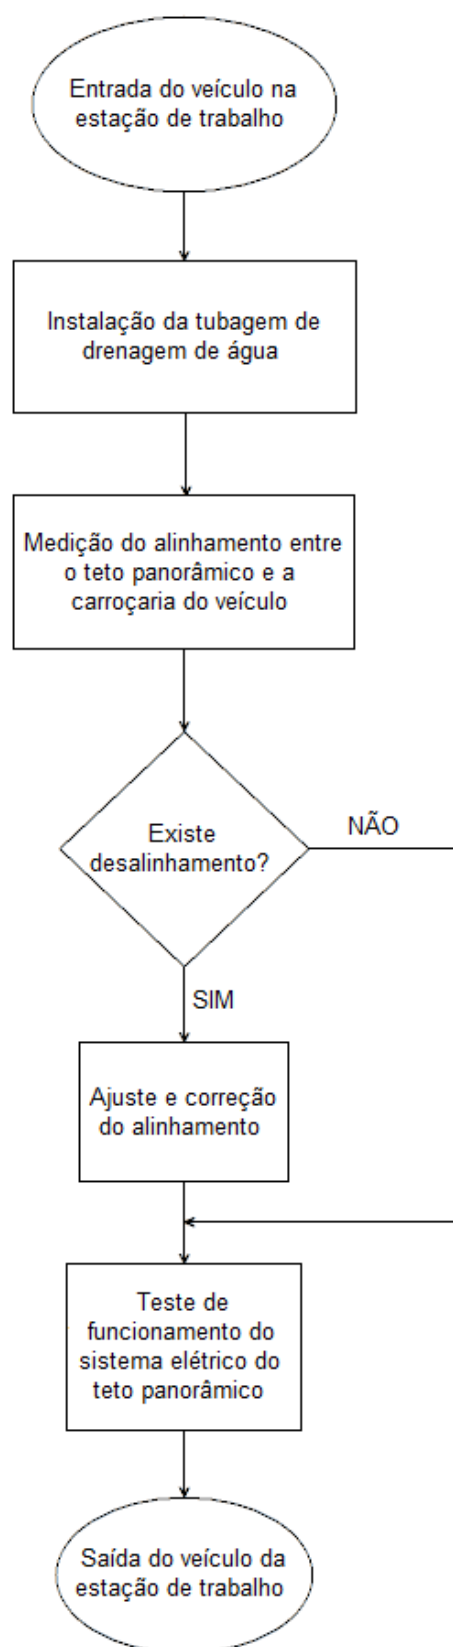 Entrada do veículo na
estação de trabalho
Instalação da tubagem de
drenagem de água
Medição do alinhamento entre
o teto panorâmico e a
carroçaria do veículo
Existe
desalinhamento?
NÃO
SIM
Ajuste e correção
do alinhamento
Teste de
funcionamento do
sistema elétrico do
teto panorâmico
Saída do veículo da
estação de trabalho